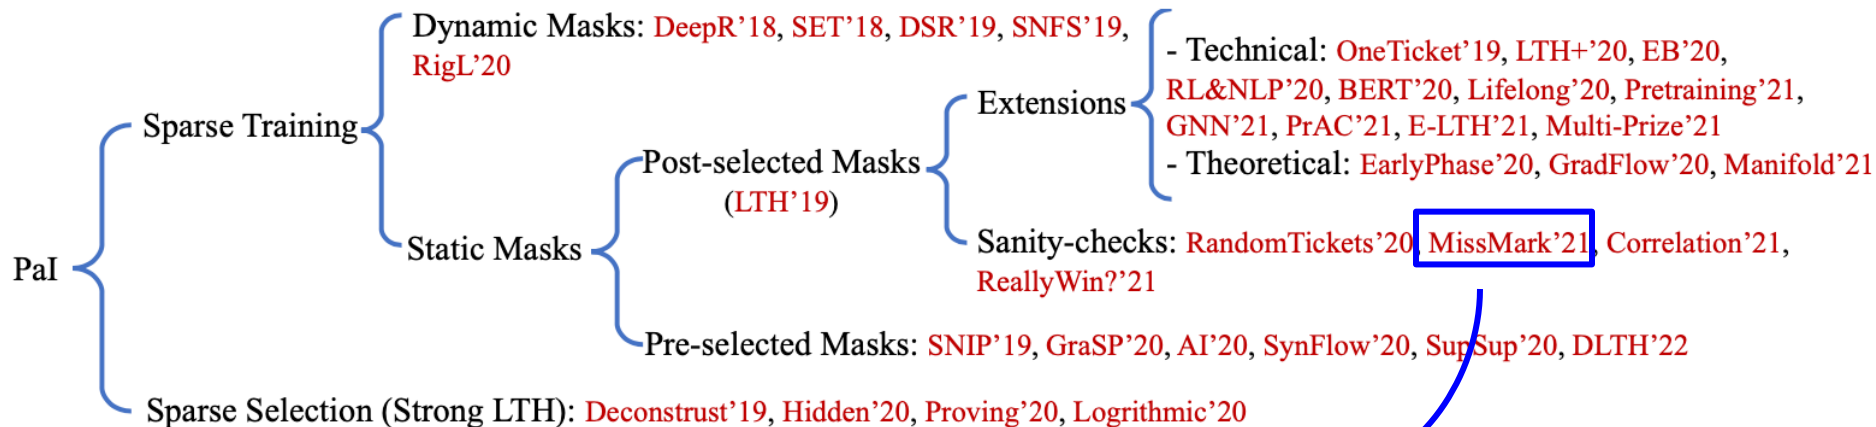 Dynamic Masks: DeepR’18, SET’18, DSR’19, SNFS’19,
RigL’20
- Technical: OneTicket’19, LTH+’20, EB’20,
RL&NLP’20, BERT’20, Lifelong’20, Pretraining’21,
GNN’21, PrAC’21, E-LTH’21, Multi-Prize’21
- Theoretical: EarlyPhase’20, GradFlow’20, Manifold’21
Extensions
Sparse Training
Post-selected Masks
(LTH’19)
Static Masks
Sanity-checks: RandomTickets’20, MissMark’21, Correlation’21,
ReallyWin?’21
PaI
Pre-selected Masks: SNIP’19, GraSP’20, AI’20, SynFlow’20, SupSup’20, DLTH’22
Sparse Selection (Strong LTH): Deconstrust’19, Hidden’20, Proving’20, Logrithmic’20